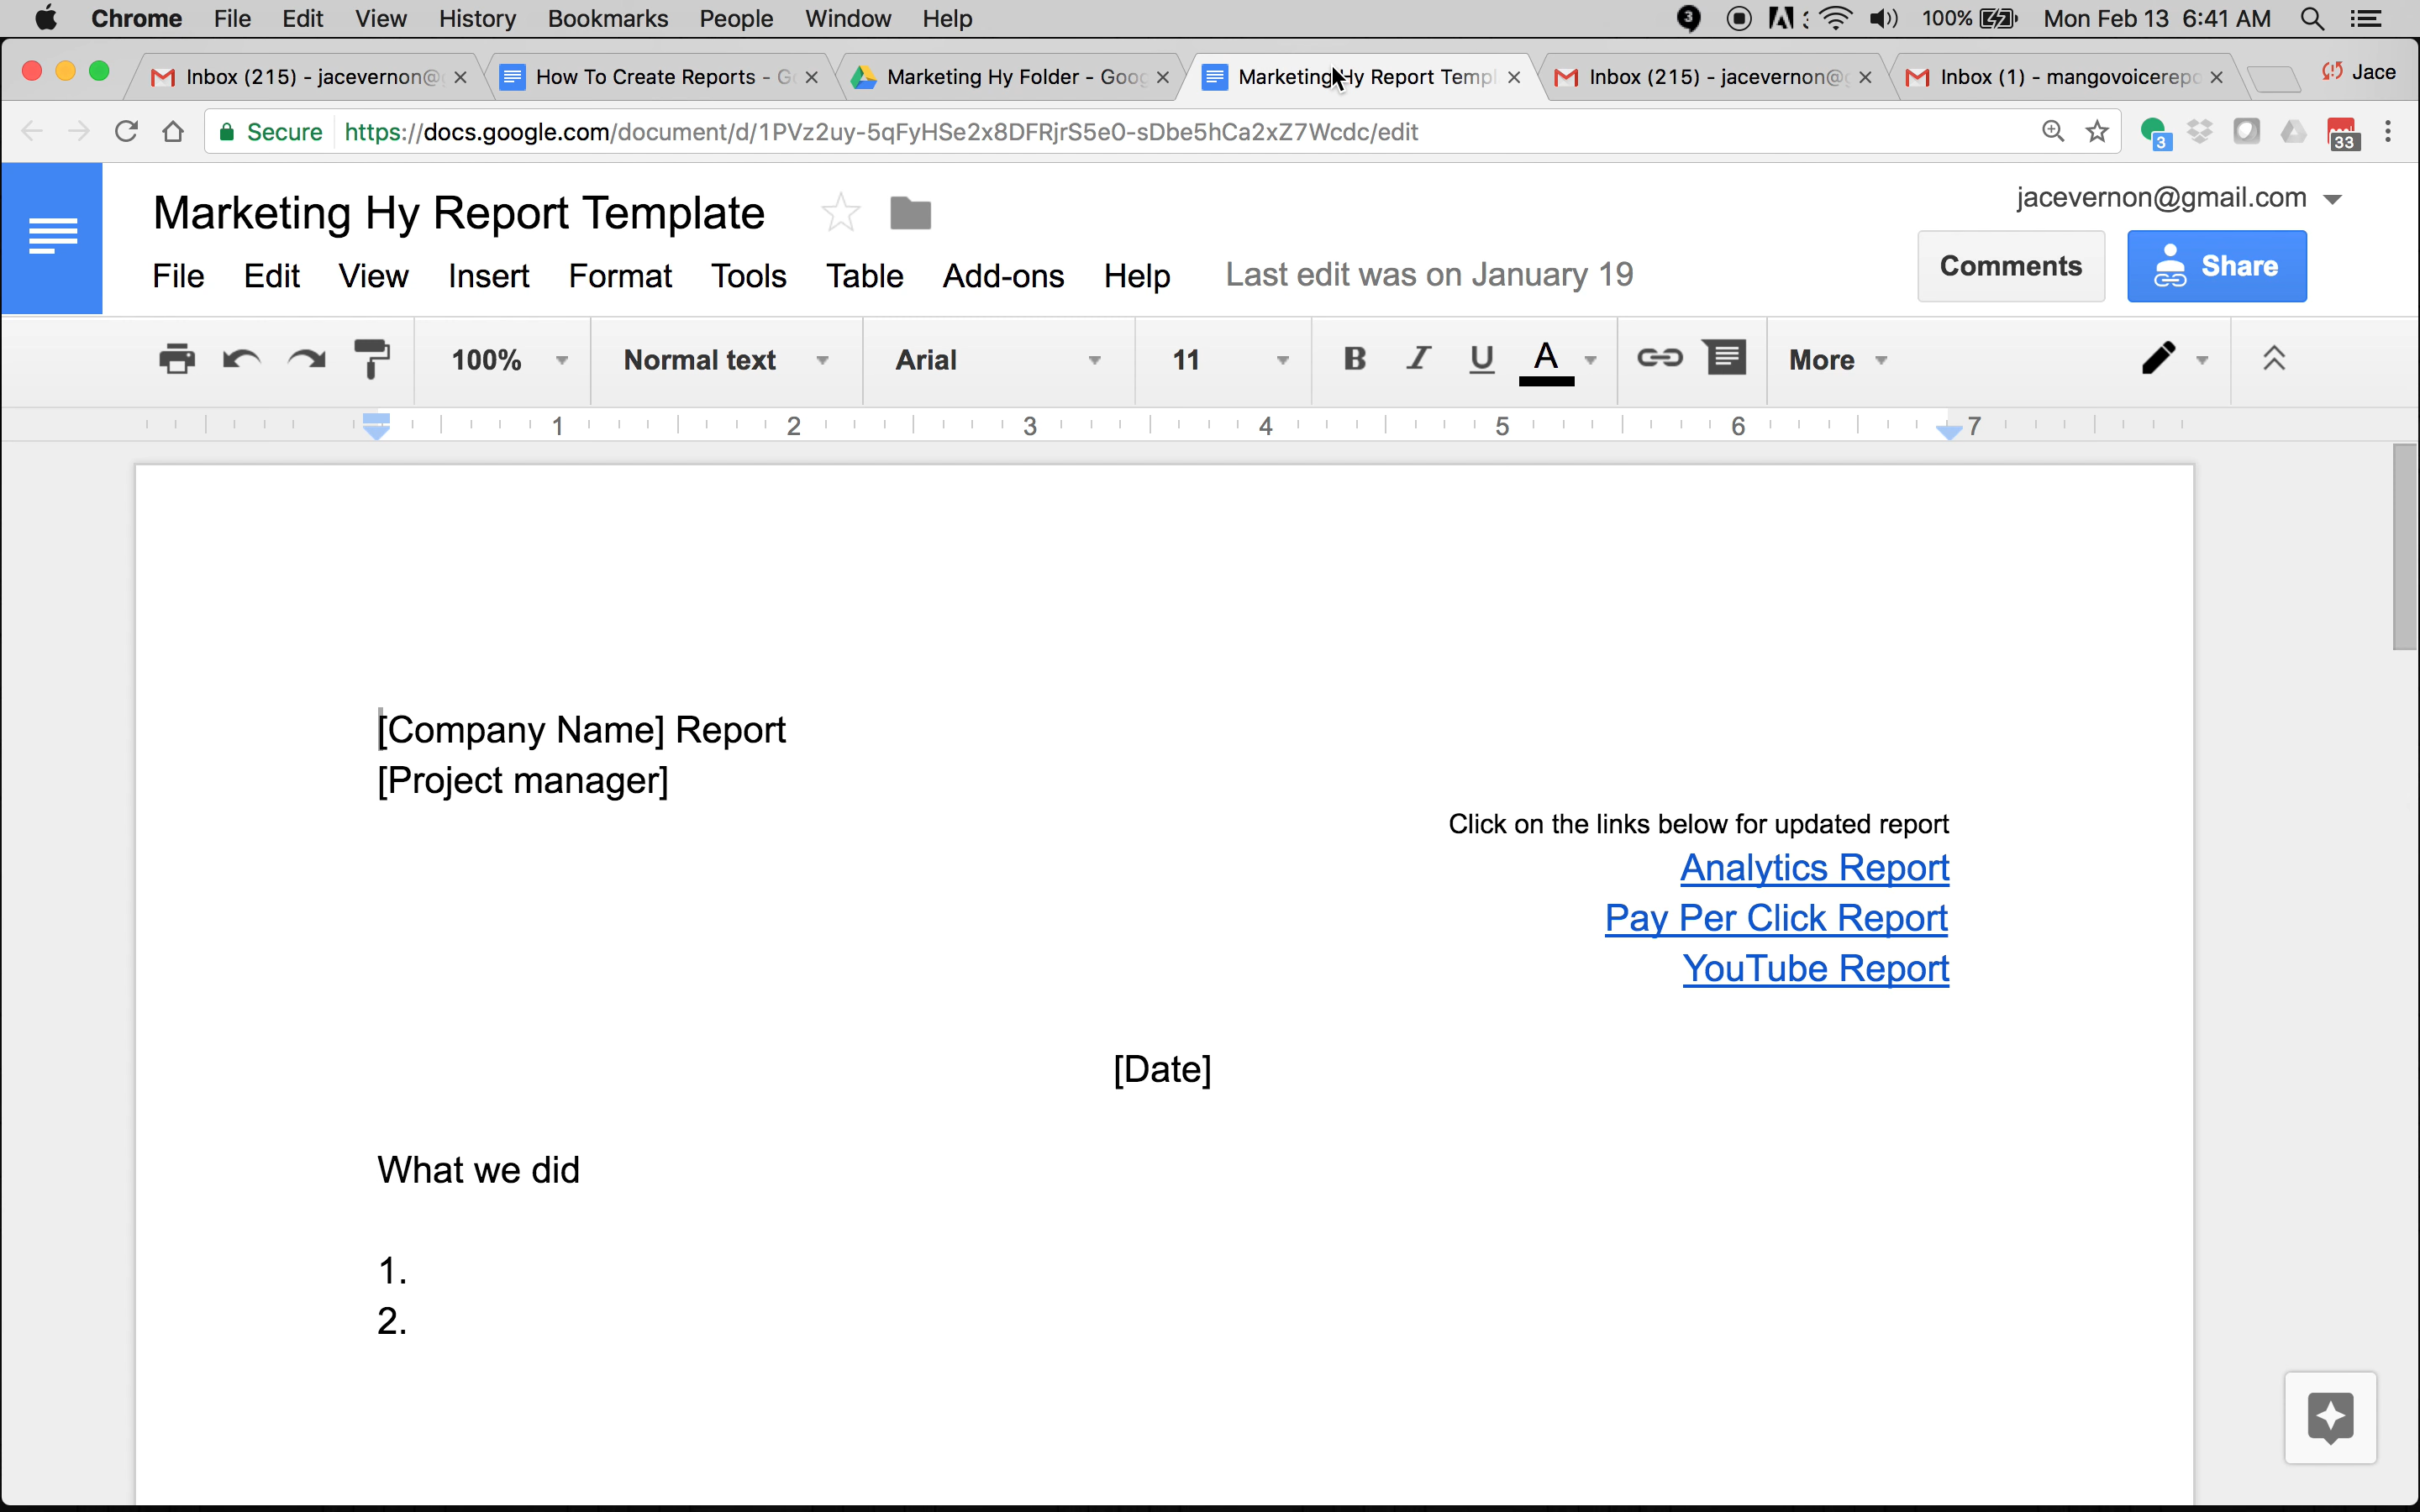 Chrome File Edit View History Bookmarks People Window Help 3 100% Mon Feb 13 6:41 AM
Inbox (215) - jacevernon@ How To Create Reports - Marketing Hy Folder - Marketing Hy Report Templ Inbox (215) - jacevernon@ Inbox (1) - mangovoicerepo Jace
Secure https://docs.google.com/document/d/1PVz2uy-5qFyHSe2x8DFRjrS5e0-sDbe5hCa2xZ7Wcdc/edit 3 33
Marketing Hy Report Template jacevernon@gmail.com
File Edit View Insert Format Tools Table Add-ons Help Last edit was on January 19 Comments Share
100% Normal text Arial 11 B I U A More
1 2 3 4 5 6 7
[Company Name] Report
[Project manager]
Click on the links below for updated report
Analytics Report
Pay Per Click Report
YouTube Report
[Date]
What we did
1.
2.